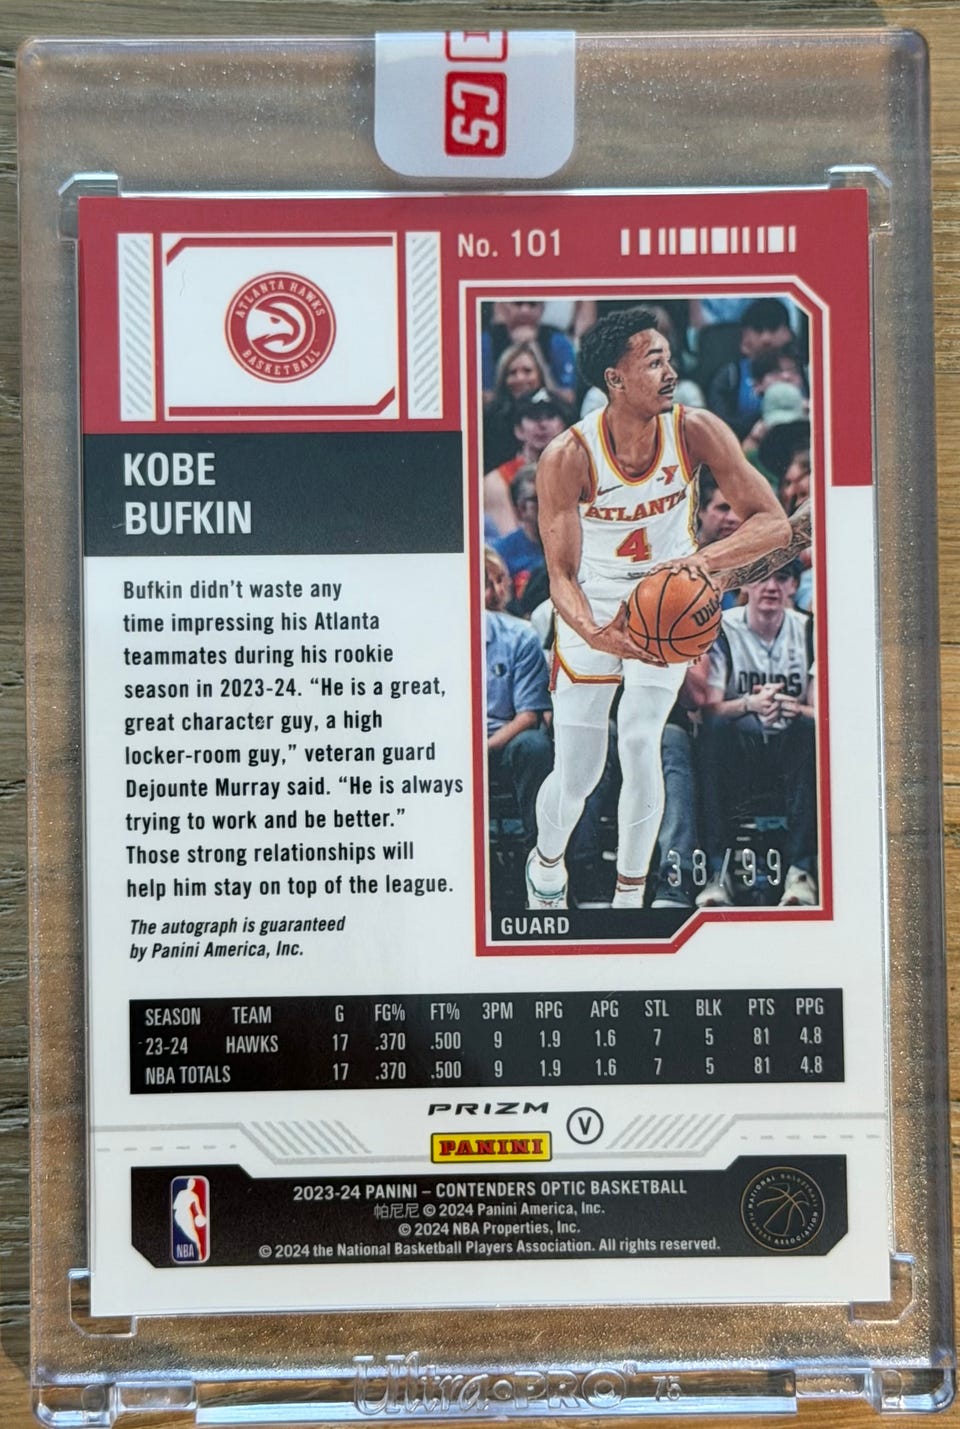 CS
ATLANTA HAWKS
BASKETBALL
No. 101
KOBE
BUFKIN
ATLANTA
4
Wilson
38/99
GUARD
Bufkin didn't waste any
time impressing his Atlanta
teammates during his rookie
season in 2023-24. “He is a great,
great character guy, a high
locker-room guy,” veteran guard
Dejounte Murray said. “He is always
trying to work and be better.”
Those strong relationships will
help him stay on top of the league.
The autograph is guaranteed
by Panini America, Inc.
SEASON TEAM G FG% FT% 3PM RPG APG STL BLK PTS PPG
23-24 HAWKS 17 .370 .500 9 1.9 1.6 7 5 81 4.8
NBA TOTALS 17 .370 .500 9 1.9 1.6 7 5 81 4.8
PRIZM
PANINI
V
2023-24 PANINI – CONTENDERS OPTIC BASKETBALL
帕尼尼 © 2024 Panini America, Inc.
© 2024 NBA Properties, Inc.
© 2024 the National Basketball Players Association. All rights reserved.
NBA
NATIONAL BASKETBALL
PLAYERS ASSOCIATION
Ultra PRO 75